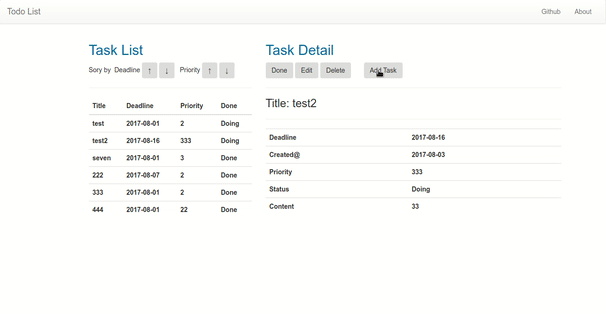 Todo List Github About
Task List
Sory by Deadline ↑ ↓ Priority ↑ ↓
Title Deadline Priority Done
test 2017-08-01 2 Doing
test2 2017-08-16 333 Doing
seven 2017-08-01 3 Done
222 2017-08-07 2 Done
333 2017-08-01 2 Done
444 2017-08-01 22 Done
Task Detail
Done Edit Delete Add Task
Title: test2
Deadline 2017-08-16
Created@ 2017-08-03
Priority 333
Status Doing
Content 33